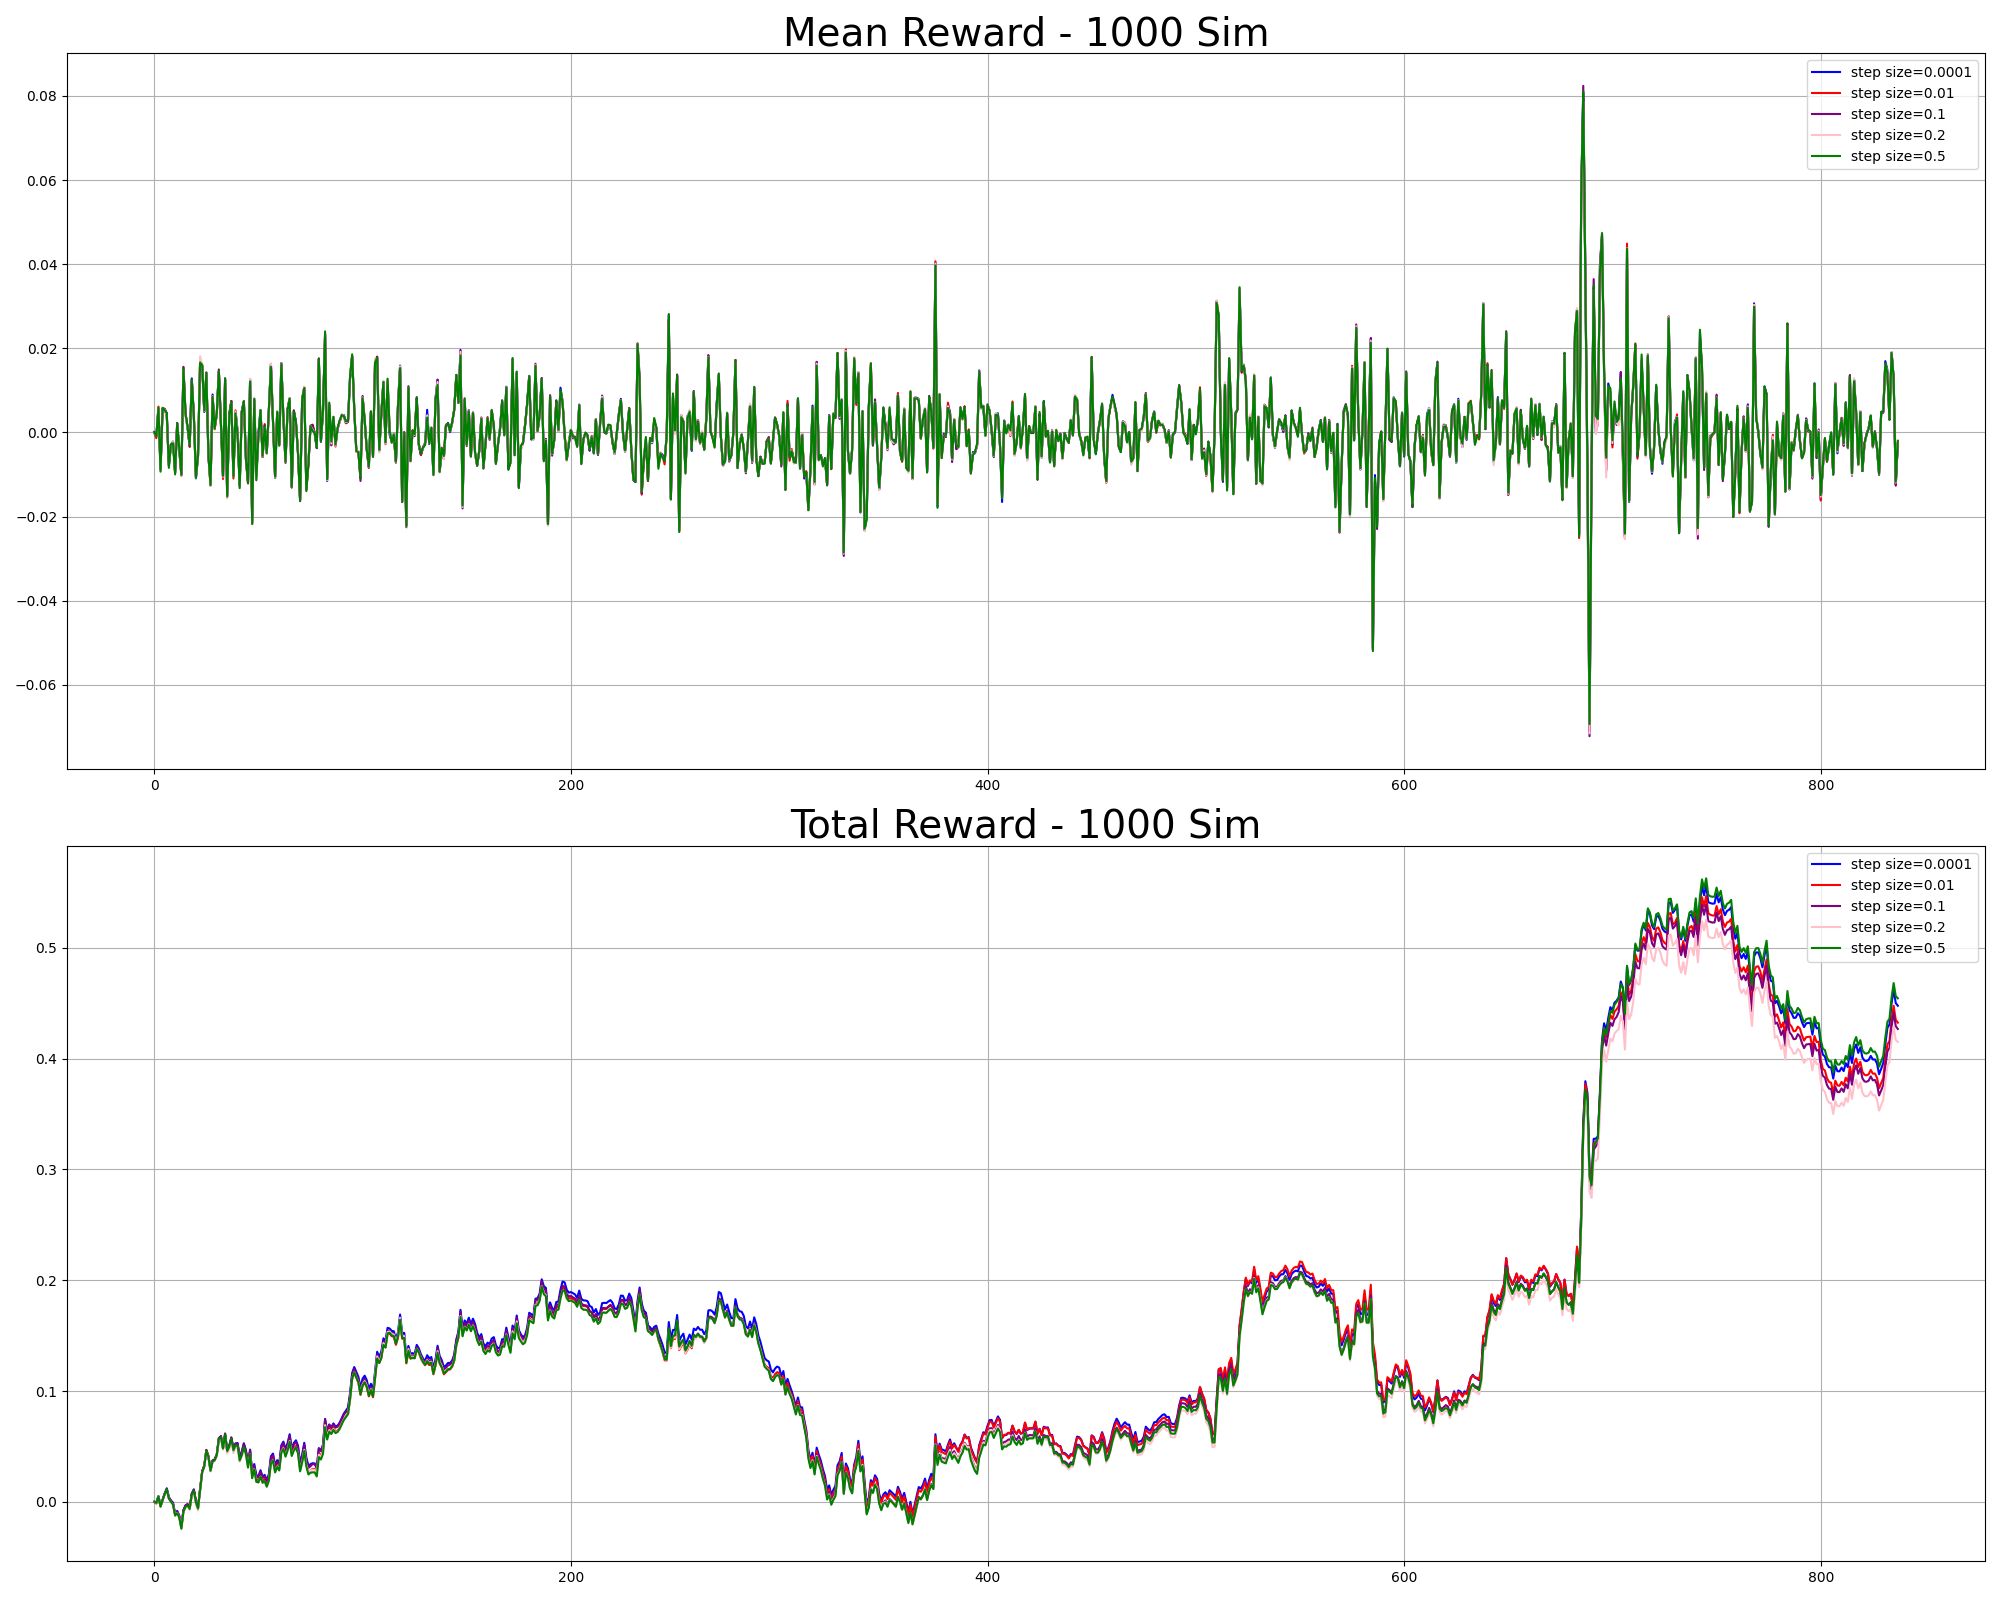 Mean Reward - 1000 Sim
step size=0.0001
step size=0.01
step size=0.1
step size=0.2
step size=0.5
0.08
0.06
0.04
0.02
0.00
−0.02
−0.04
−0.06
0 200 400 600 800
Total Reward - 1000 Sim
step size=0.0001
step size=0.01
step size=0.1
step size=0.2
step size=0.5
0.5
0.4
0.3
0.2
0.1
0.0
0 200 400 600 800